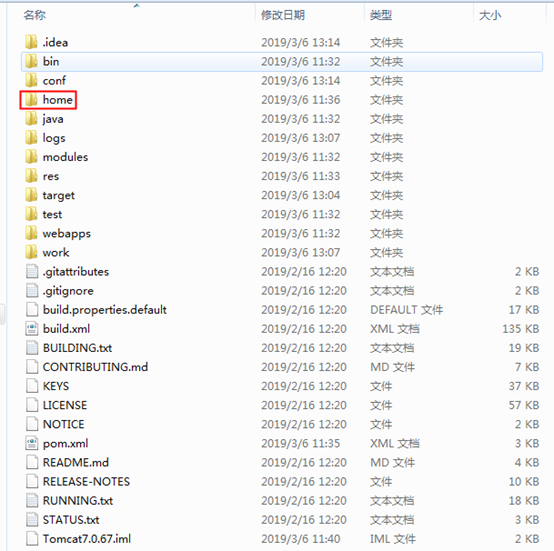 名称 修改日期 类型 大小
.idea 2019/3/6 13:14 文件夹
bin 2019/3/6 11:32 文件夹
conf 2019/3/6 13:14 文件夹
home 2019/3/6 11:36 文件夹
java 2019/3/6 11:32 文件夹
logs 2019/3/6 13:07 文件夹
modules 2019/3/6 11:32 文件夹
res 2019/3/6 11:33 文件夹
target 2019/3/6 13:04 文件夹
test 2019/3/6 11:32 文件夹
webapps 2019/3/6 11:32 文件夹
work 2019/3/6 13:07 文件夹
.gitattributes 2019/2/16 12:20 文本文档 2 KB
.gitignore 2019/2/16 12:20 文本文档 2 KB
build.properties.default 2019/2/16 12:20 DEFAULT 文件 17 KB
build.xml 2019/2/16 12:20 XML 文档 135 KB
BUILDING.txt 2019/2/16 12:20 文本文档 19 KB
CONTRIBUTING.md 2019/2/16 12:20 MD 文件 7 KB
KEYS 2019/2/16 12:20 文件 37 KB
LICENSE 2019/2/16 12:20 文件 57 KB
NOTICE 2019/2/16 12:20 文件 2 KB
pom.xml 2019/3/6 11:35 XML 文档 3 KB
README.md 2019/2/16 12:20 MD 文件 4 KB
RELEASE-NOTES 2019/2/16 12:20 文件 10 KB
RUNNING.txt 2019/2/16 12:20 文本文档 18 KB
STATUS.txt 2019/2/16 12:20 文本文档 3 KB
Tomcat7.0.67.iml 2019/3/6 11:40 IML 文件 2 KB